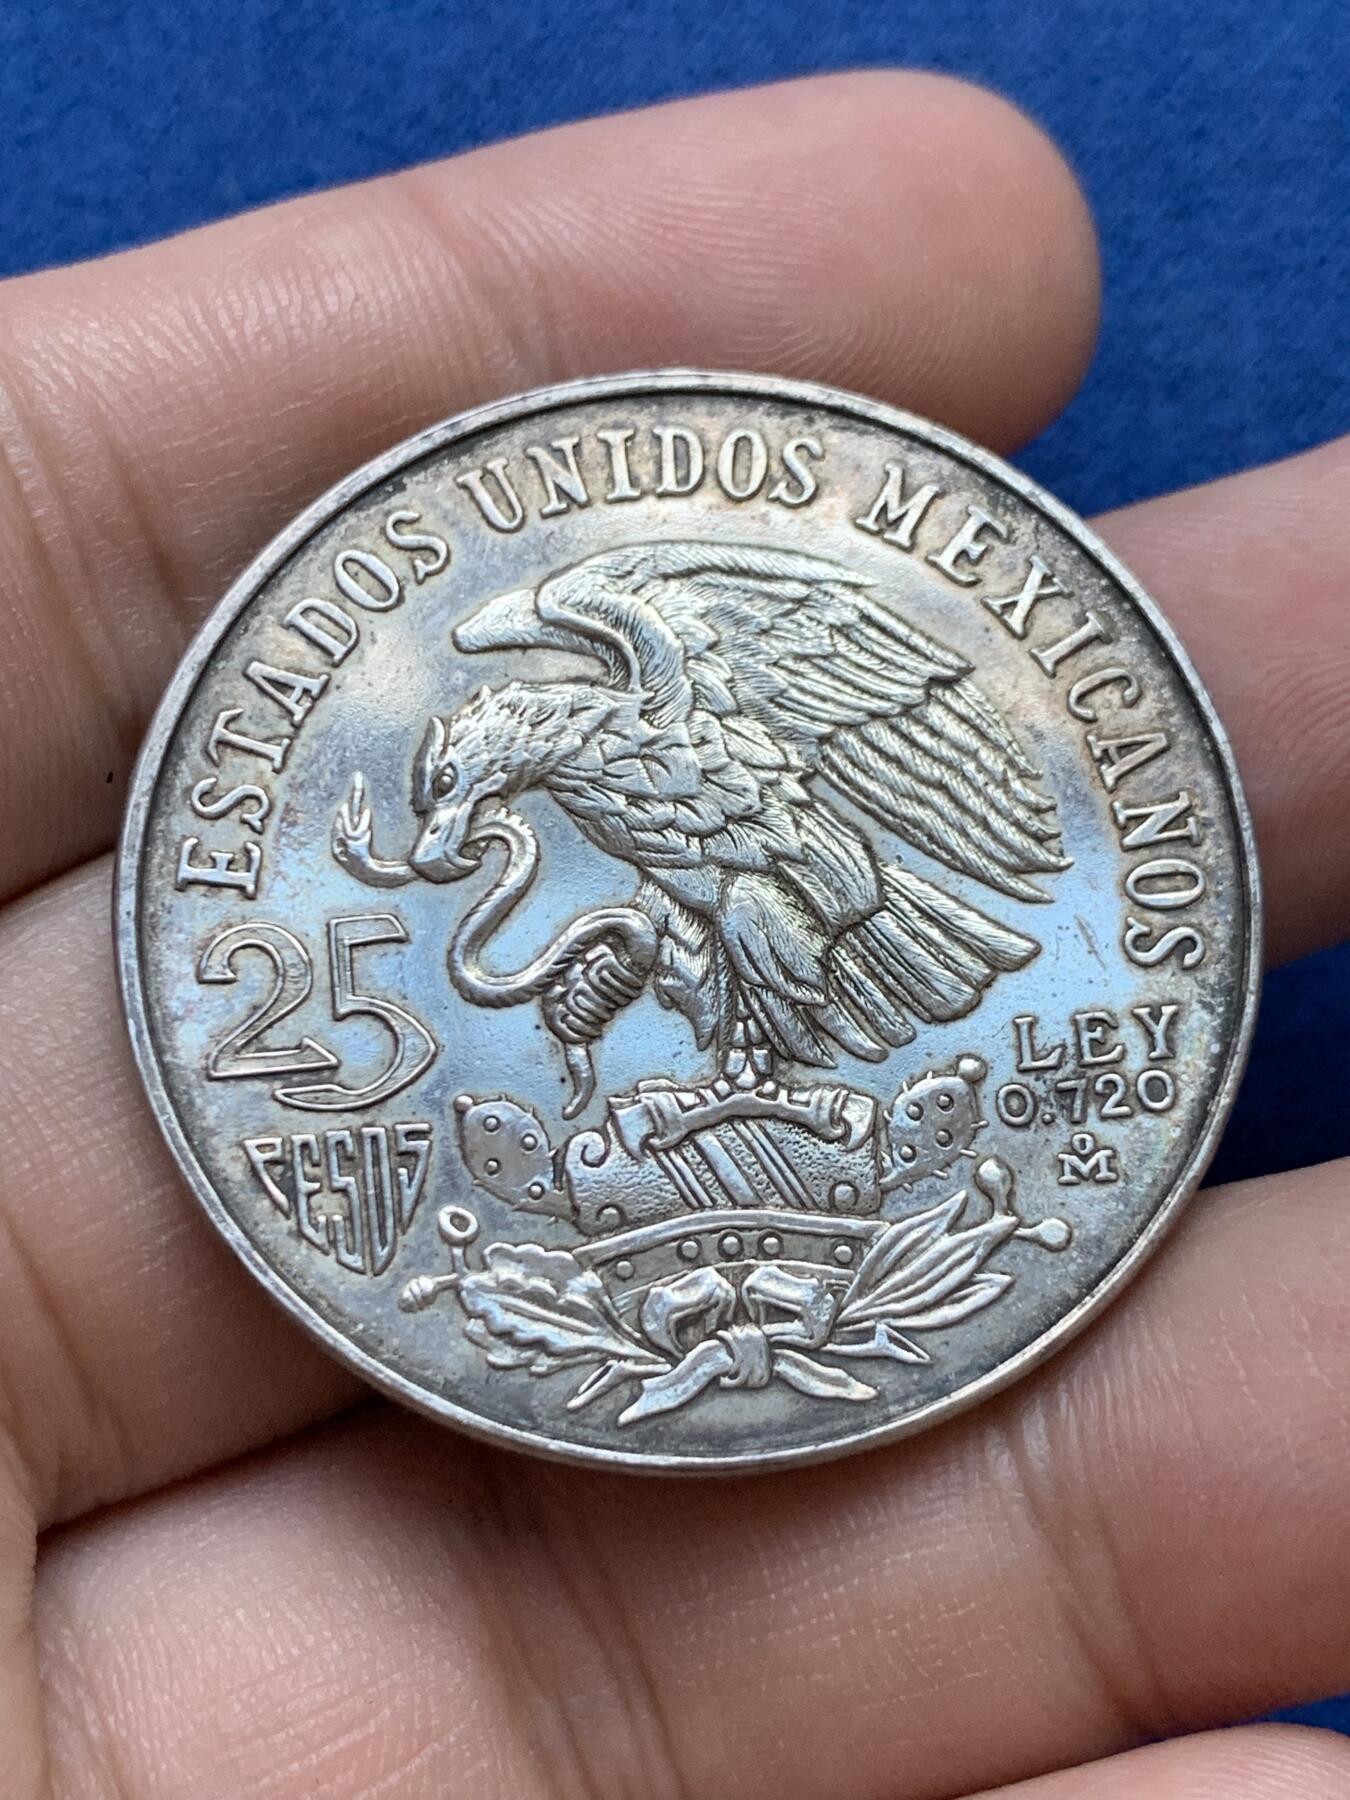 ESTADOS UNIDOS MEXICANOS
25
PESOS
LEY
0.720
Mo